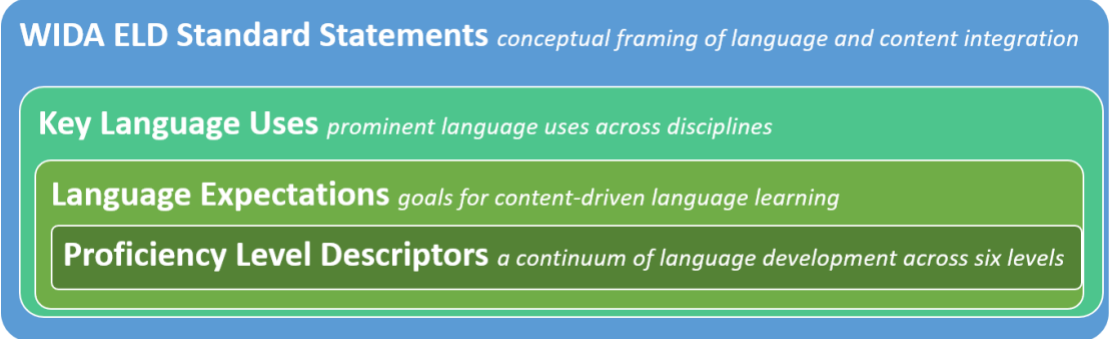 WIDA ELD Standard Statements conceptual framing of language and content integration
Key Language Uses prominent language uses across disciplines
Language Expectations goals for content-driven language learning
Proficiency Level Descriptors a continuum of language development across six levels